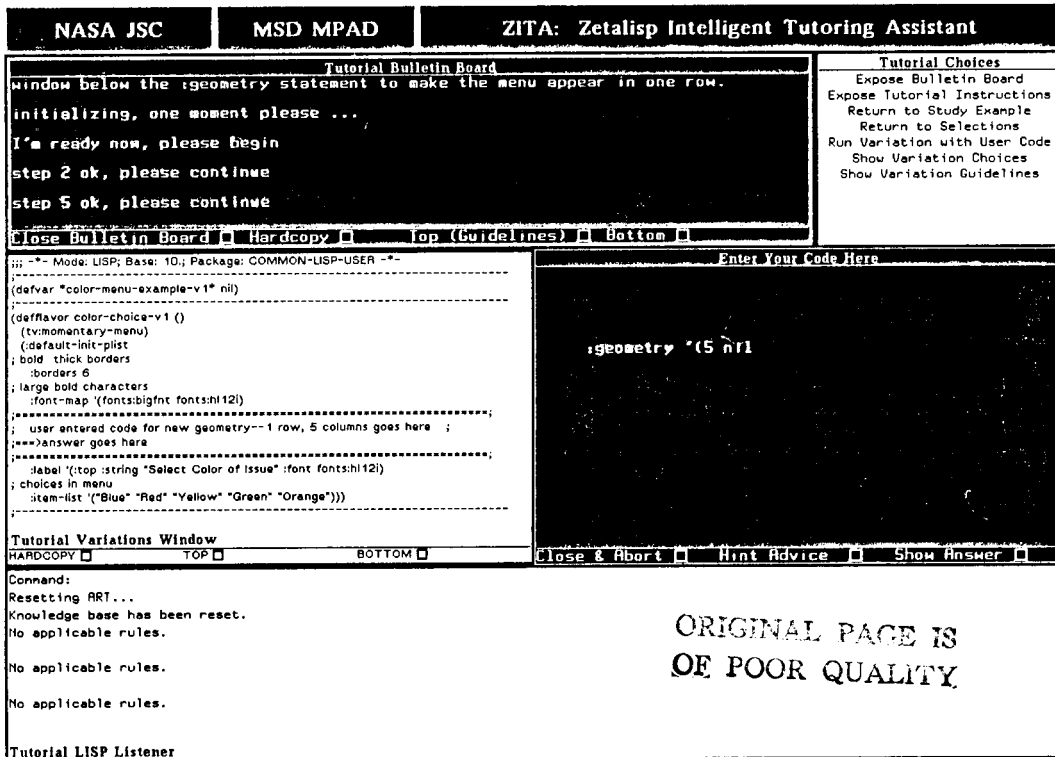 NASA JSC
MSD MPAD
ZITA: Zetalisp Intelligent Tutoring Assistant
Tutorial Bulletin Board
window below the :geometry statement to make the menu appear in one row.
initializing, one moment please ...
I'm ready now, please begin
step 2 ok, please continue
step 5 ok, please continue
Close Bulletin Board □ Hardcopy □ Top (Guidelines) □ Bottom □
Tutorial Choices
Expose Bulletin Board
Expose Tutorial Instructions
Return to Study Example
Return to Selections
Run Variation with User Code
Show Variation Choices
Show Variation Guidelines
;;; -*- Mode: LISP; Base: 10.; Package: COMMON-LISP-USER -*-
(defvar *color-menu-example-v1* nil)
(defflavor color-choice-v1 ()
(tv:momentary-menu)
(:default-init-plist
; bold thick borders
:borders 6
; large bold characters
:font-map '(fonts:bigfnt fonts:hl12i)
; user entered code for new geometry--1 row, 5 columns goes here ;
;===>answer goes here
:label '(:top :string "Select Color of Issue" :font fonts:hl12i)
; choices in menu
:item-list '("Blue" "Red" "Yellow" "Green" "Orange")))
Tutorial Variations Window
HARDCOPY □ TOP □ BOTTOM □
Enter Your Code Here
:geometry '(5
Close & Abort □ Hint Advice □ Show Answer □
Command:
Resetting ART...
Knowledge base has been reset.
No applicable rules.
No applicable rules.
No applicable rules.
Tutorial LISP Listener
ORIGINAL PAGE IS
OF POOR QUALITY